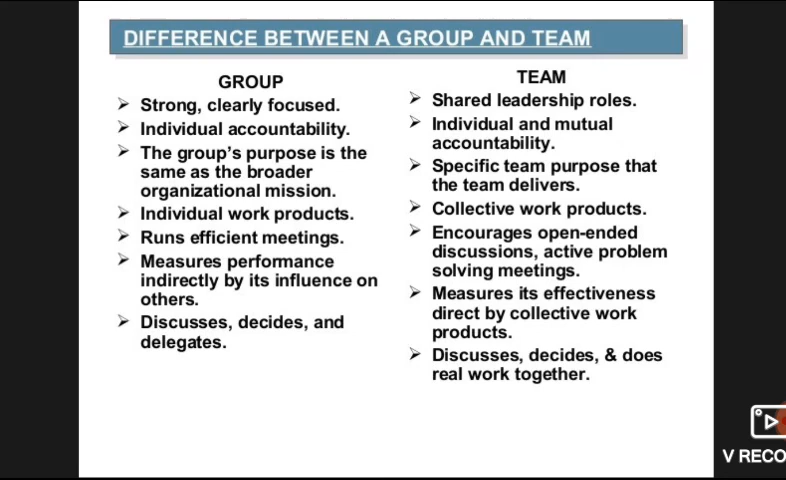 DIFFERENCE BETWEEN A GROUP AND TEAM
GROUP
Strong, clearly focused.
Individual accountability.
The group's purpose is the
same as the broader
organizational mission.
Individual work products.
Runs efficient meetings.
Measures performance
indirectly by its influence on
others.
Discusses, decides, and
delegates.
TEAM
Shared leadership roles.
Individual and mutual
accountability.
Specific team purpose that
the team delivers.
Collective work products.
Encourages open-ended
discussions, active problem
solving meetings.
Measures its effectiveness
direct by collective work
products.
Discusses, decides, & does
real work together.
V RECO